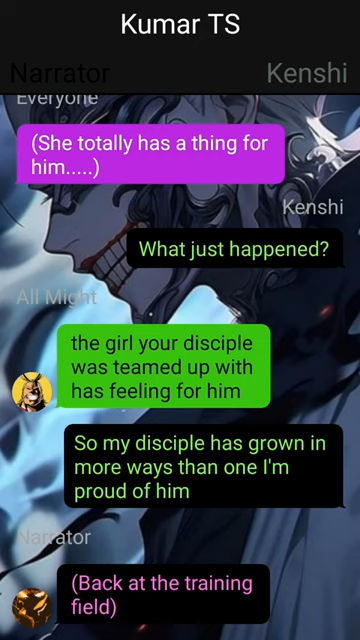 Kumar TS
Narrator
Kenshi
Everyone
(She totally has a thing for
him.....)
Kenshi
What just happened?
All Might
the girl your disciple
was teamed up with
has feeling for him
So my disciple has grown in
more ways than one I'm
proud of him
Narrator
(Back at the training
field)